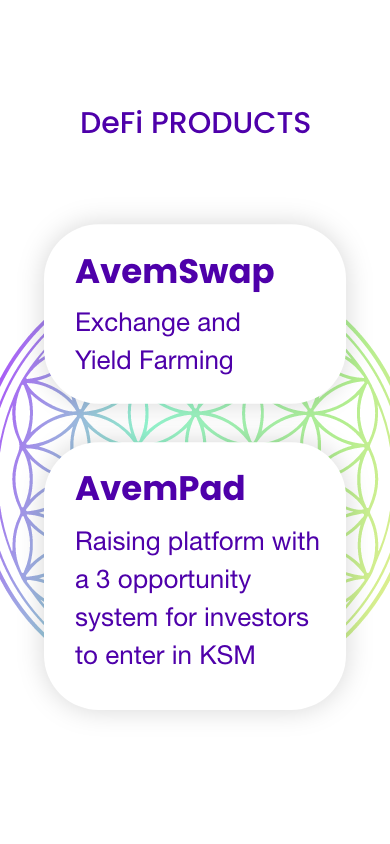 DeFi PRODUCTS
AvemSwap
Exchange and
Yield Farming
AvemPad
Raising platform with
a 3 opportunity
system for investors
to enter in KSM